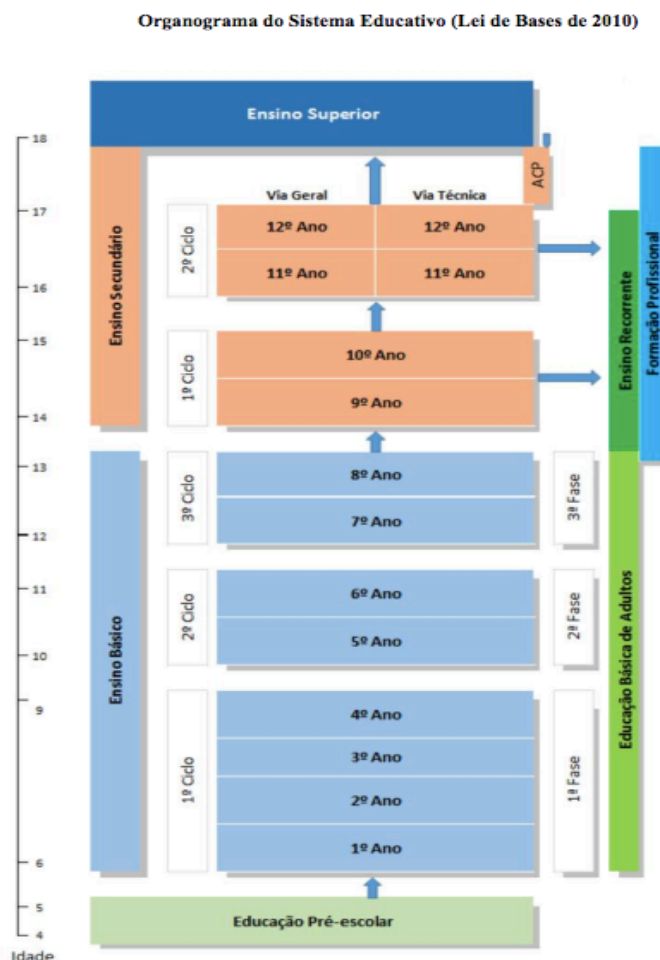 Organograma do Sistema Educativo (Lei de Bases de 2010)
Ensino Superior
18
ACP
Via Geral
Via Técnica
17
12º Ano
12º Ano
2º Ciclo
11º Ano
11º Ano
16
Ensino Secundário
Ensino Recorrente
Formação Profissional
15
10º Ano
1º Ciclo
9º Ano
14
13
8º Ano
3º Ciclo
3ª Fase
7º Ano
12
11
6º Ano
2º Ciclo
2ª Fase
5º Ano
10
Ensino Básico
Educação Básica de Adultos
9
4º Ano
3º Ano
1º Ciclo
1ª Fase
2º Ano
1º Ano
6
5
Educação Pré-escolar
4
Idade